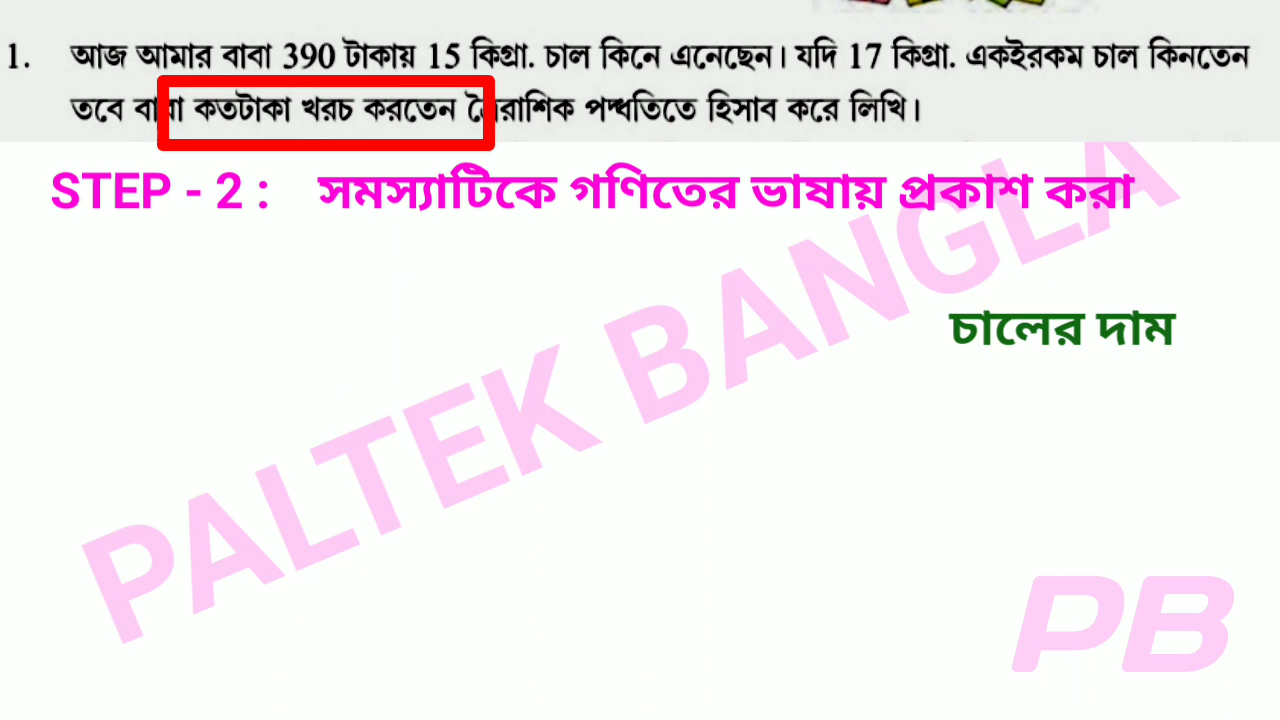 1. আজ আমার বাবা 390 টাকায় 15 কিগ্রা. চাল কিনে এনেছেন। যদি 17 কিগ্রা. একইরকম চাল কিনতেন
তবে বাবা কতটাকা খরচ করতেন ত্রৈরাশিক পদ্ধতিতে হিসাব করে লিখি।
STEP - 2 : সমস্যাটিকে গণিতের ভাষায় প্রকাশ করা
চালের দাম
PALTEK BANGLA
PB